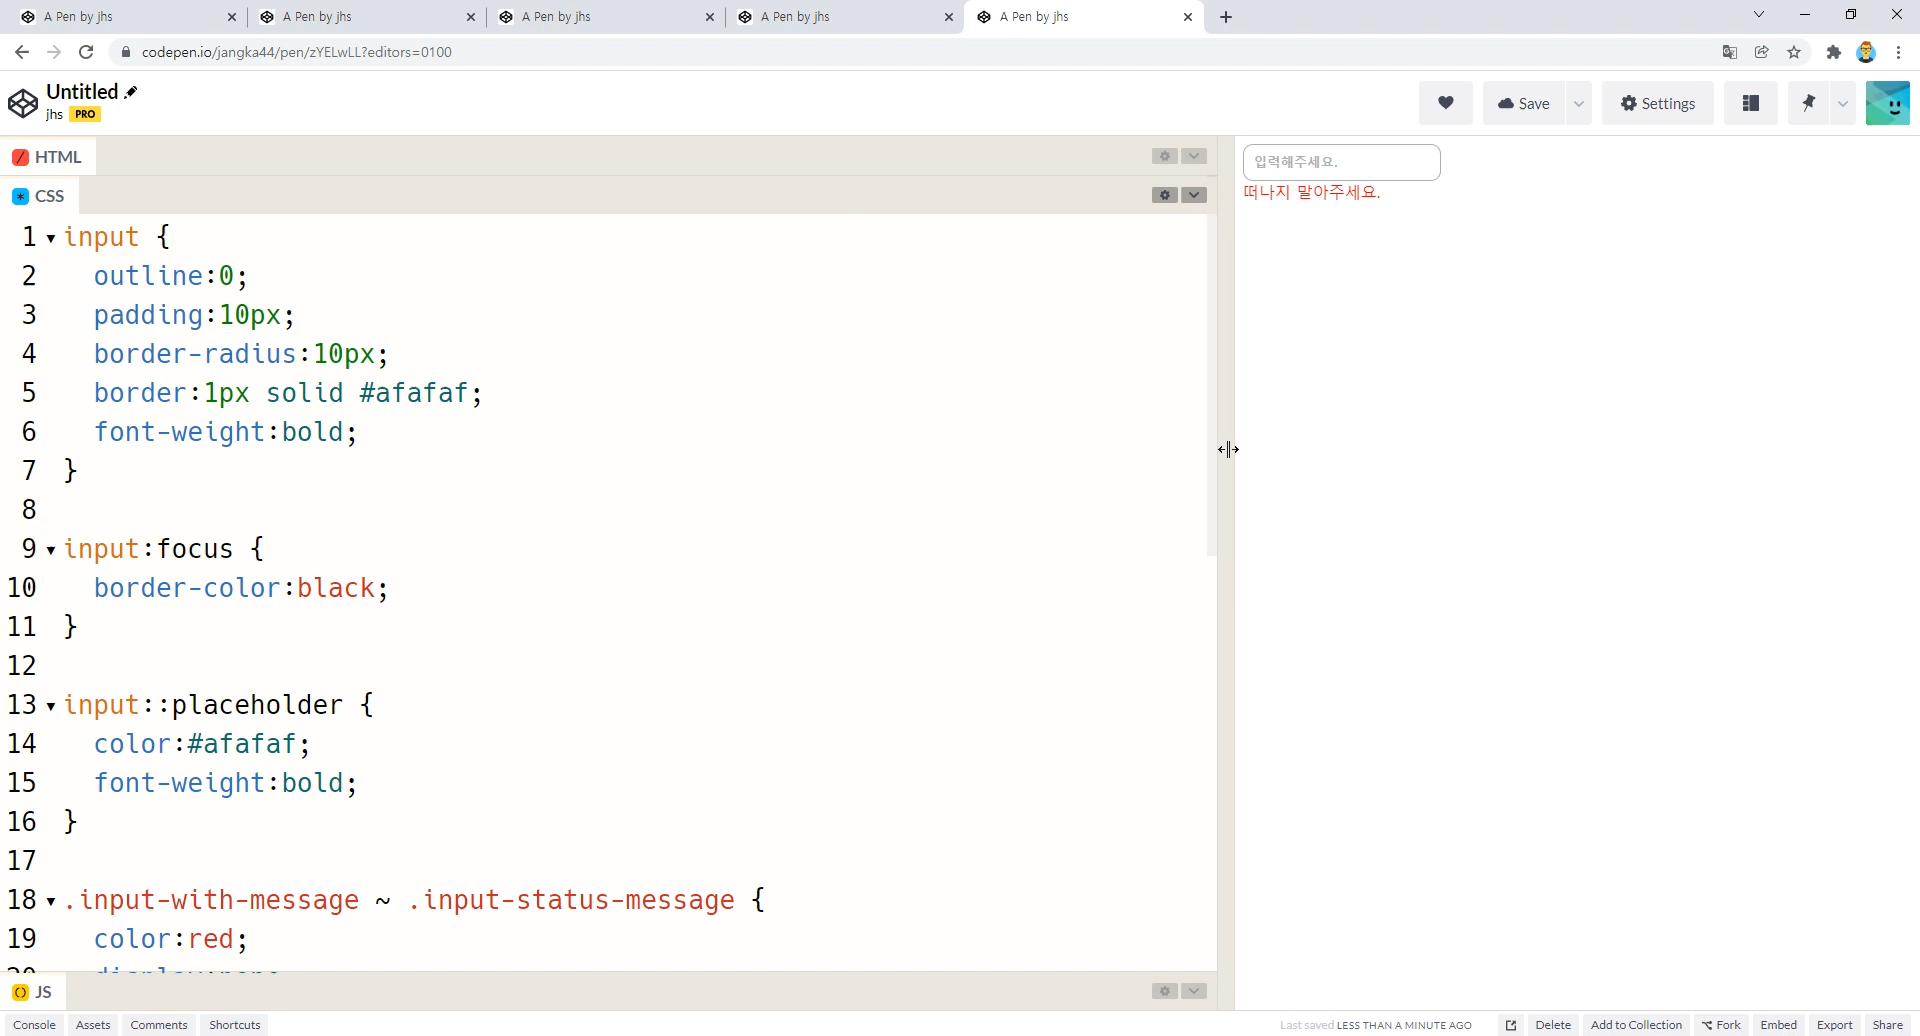 A Pen by jhs
A Pen by jhs
A Pen by jhs
A Pen by jhs
A Pen by jhs
codepen.io/jangka44/pen/zYELwLL?editors=0100
Untitled
jhs PRO
Save
Settings
HTML
CSS
1 input {
2 outline:0;
3 padding:10px;
4 border-radius:10px;
5 border:1px solid #afafaf;
6 font-weight:bold;
7 }
8
9 input:focus {
10 border-color:black;
11 }
12
13 input::placeholder {
14 color:#afafaf;
15 font-weight:bold;
16 }
17
18 .input-with-message ~ .input-status-message {
19 color:red;
입력해주세요.
떠나지 말아주세요.
JS
Console Assets Comments Shortcuts
Last saved LESS THAN A MINUTE AGO
Delete Add to Collection Fork Embed Export Share